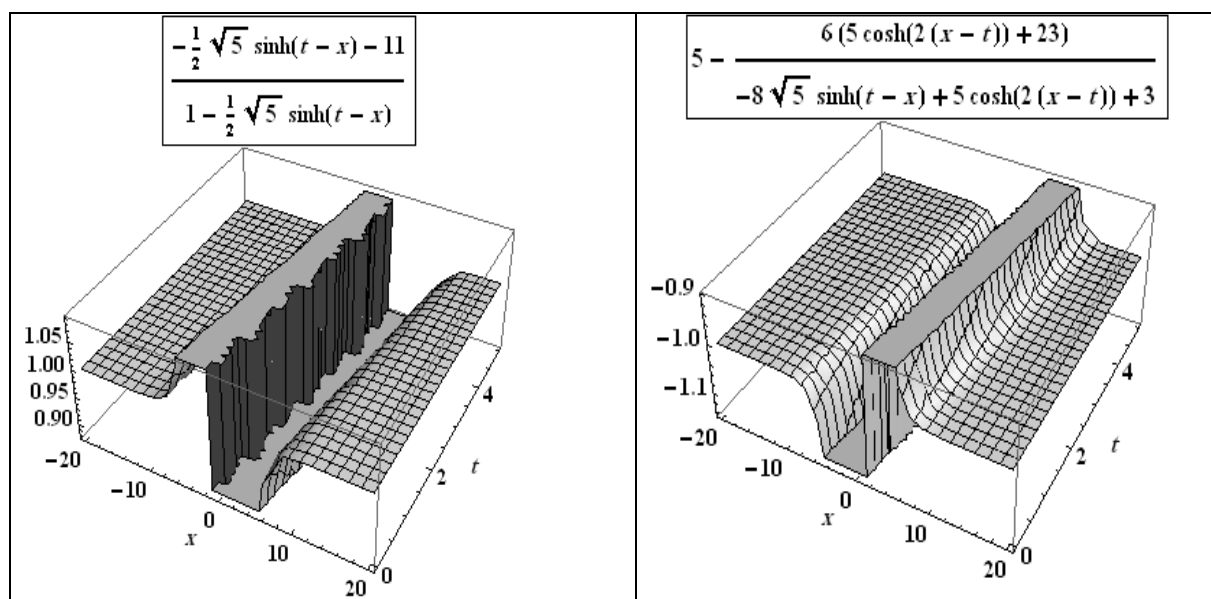 -½ √5 sinh(t − x) − 11
1 − ½ √5 sinh(t − x)
1.05
1.00
0.95
0.90
−20
−10
0
x
10
20
0
2
t
4
5 − 6 (5 cosh(2 (x − t)) + 23)
−8 √5 sinh(t − x) + 5 cosh(2 (x − t)) + 3
−0.9
−1.0
−1.1
−20
−10
0
x
10
20
0
2
t
4